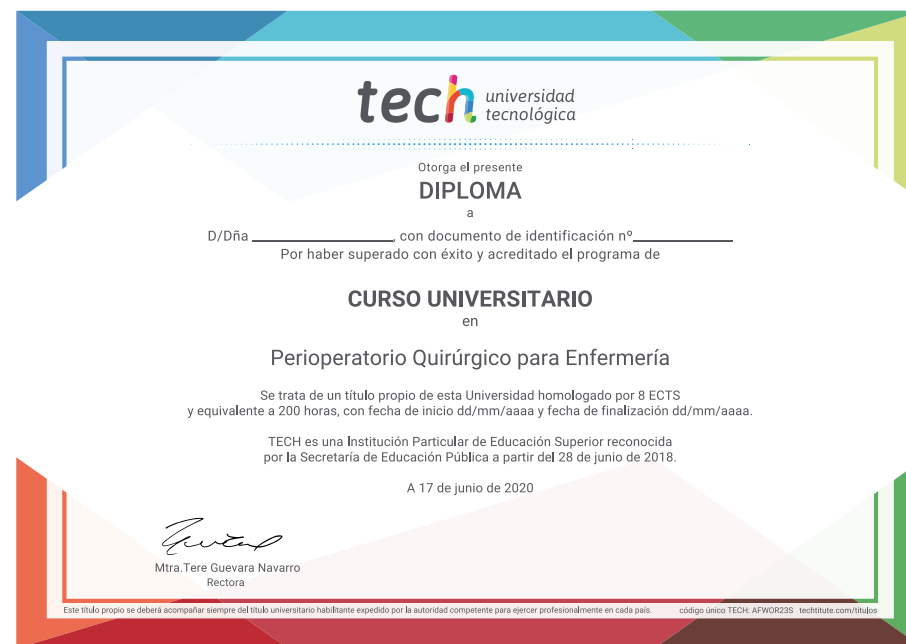 tech universidad
tecnológica
Otorga el presente
DIPLOMA
a
D/Dña , con documento de identificación nº
Por haber superado con éxito y acreditado el programa de
CURSO UNIVERSITARIO
en
Perioperatorio Quirúrgico para Enfermería
Se trata de un título propio de esta Universidad homologado por 8 ECTS
y equivalente a 200 horas, con fecha de inicio dd/mm/aaaa y fecha de finalización dd/mm/aaaa.
TECH es una Institución Particular de Educación Superior reconocida
por la Secretaría de Educación Pública a partir del 28 de junio de 2018.
A 17 de junio de 2020
Mtra.Tere Guevara Navarro
Rectora
Este título propio se deberá acompañar siempre del título universitario habilitante expedido por la autoridad competente para ejercer profesionalmente en cada país. código único TECH: AFWOR23S techtitute.com/titulos